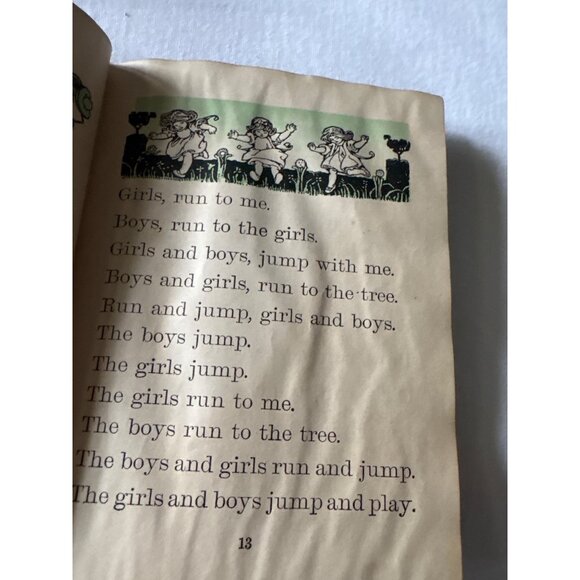 Girls, run to me.
Boys, run to the girls.
Girls and boys, jump with me.
Boys and girls, run to the tree.
Run and jump, girls and boys.
The boys jump.
The girls jump.
The girls run to me.
The boys run to the tree.
The boys and girls run and jump.
The girls and boys jump and play.
13